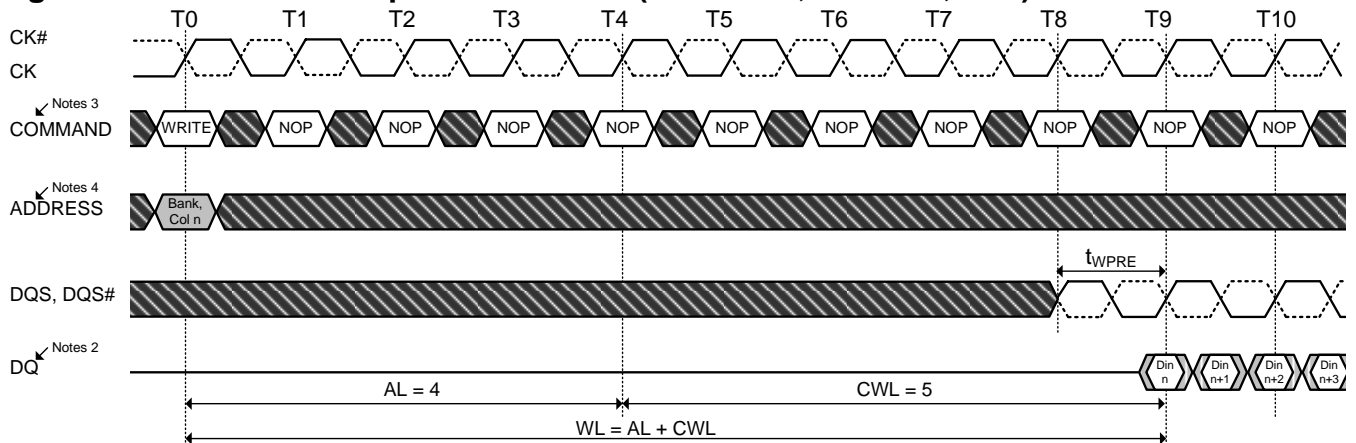 T0 T1 T2 T3 T4 T5 T6 T7 T8 T9 T10
CK#
CK
Notes 3
COMMAND WRITE NOP NOP NOP NOP NOP NOP NOP NOP NOP NOP
Notes 4
ADDRESS
Bank,
Col n
tWPRE
DQS, DQS#
Notes 2
DQ
Din n
Din n+1
Din n+2
Din n+3
AL = 4 CWL = 5
WL = AL + CWL